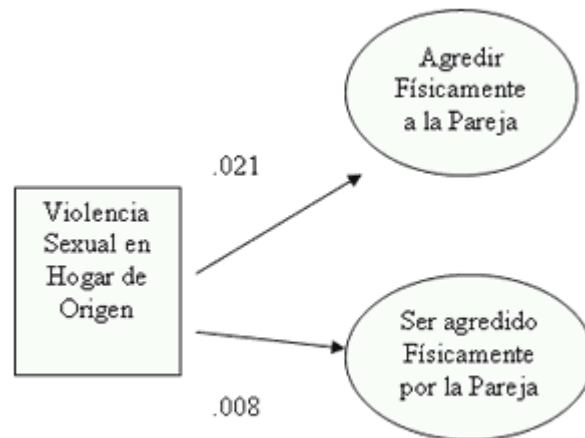 Agredir
Físicamente
a la Pareja
.021
Violencia
Sexual en
Hogar de
Origen
Ser agredido
Físicamente
por la Pareja
.008